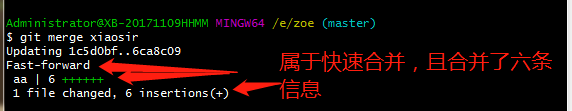 Administrator@XB-20171109HHMM MINGW64 /e/zoe (master)
$ git merge xiaosir
Updating 1c5d0bf..6ca8c09
Fast-forward
aa | 6 ++++++
1 file changed, 6 insertions(+)
属于快速合并，且合并了六条
信息